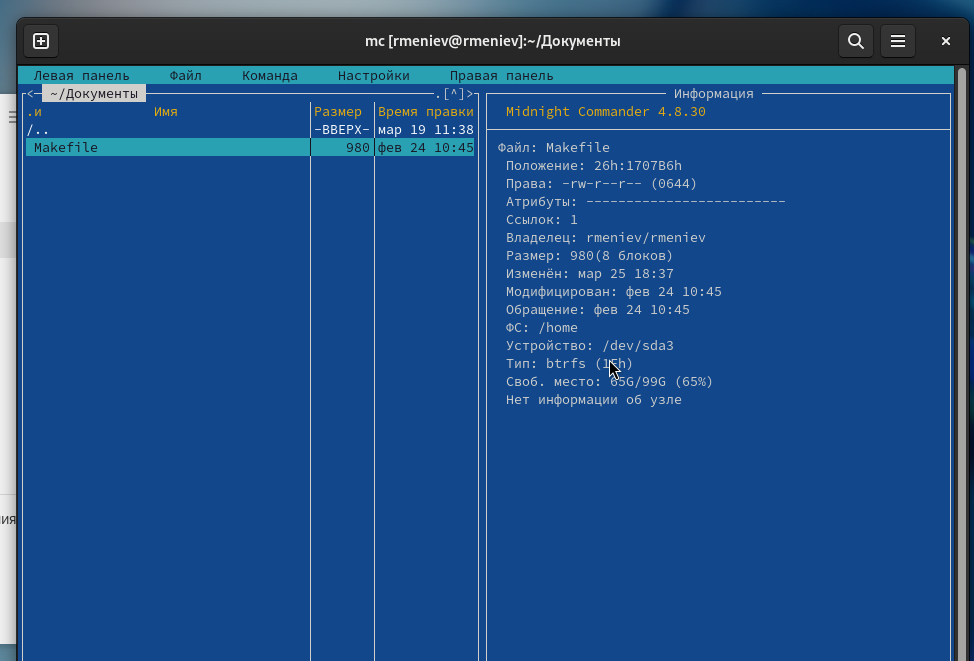 mc [rmeniev@rmeniev]:~/Документы
Левая панель Файл Команда Настройки Правая панель
<- ~/Документы .[^]>
.и Имя Размер Время правки
/.. -ВВЕРХ- мар 19 11:38
Makefile 980 фев 24 10:45
Информация
Midnight Commander 4.8.30
Файл: Makefile
Положение: 26h:1707B6h
Права: -rw-r--r-- (0644)
Атрибуты: -------------------------
Ссылок: 1
Владелец: rmeniev/rmeniev
Размер: 980(8 блоков)
Изменён: мар 25 18:37
Модифицирован: фев 24 10:45
Обращение: фев 24 10:45
ФС: /home
Устройство: /dev/sda3
Тип: btrfs
Своб. место: 65G/99G (65%)
Нет информации об узле